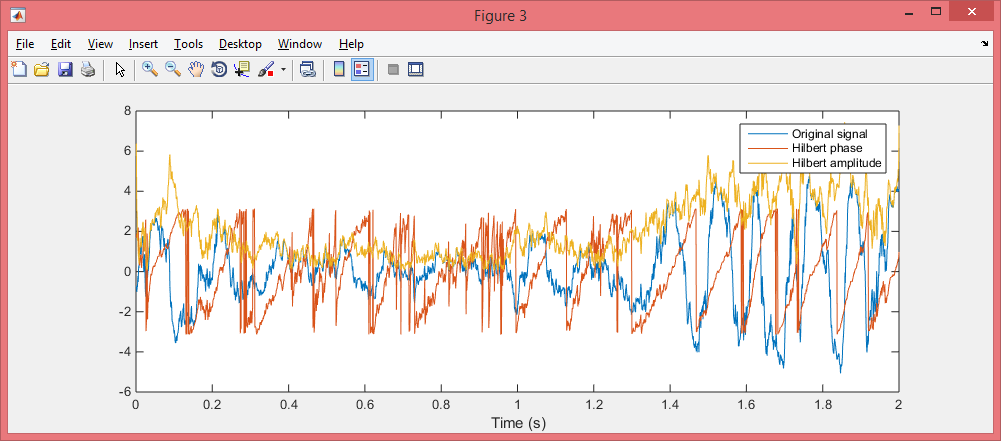 Figure 3
File Edit View Insert Tools Desktop Window Help
8
6
4
2
0
-2
-4
-6
Original signal
Hilbert phase
Hilbert amplitude
0 0.2 0.4 0.6 0.8 1 1.2 1.4 1.6 1.8 2
Time (s)